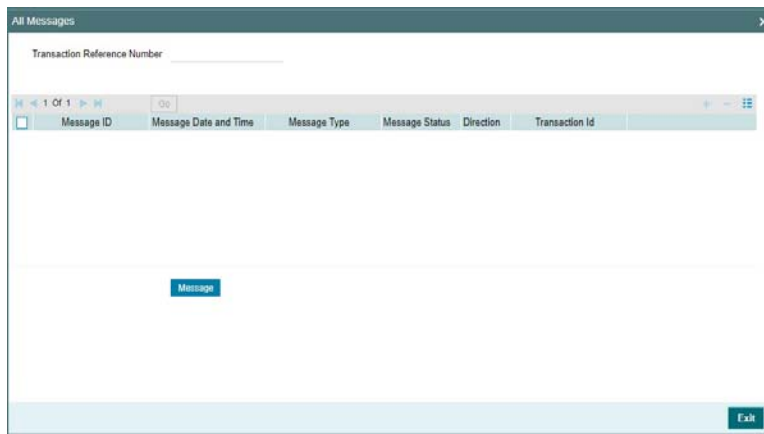 All Messages
Transaction Reference Number
1 Of 1 Go
Message ID Message Date and Time Message Type Message Status Direction Transaction Id
Message
Exit